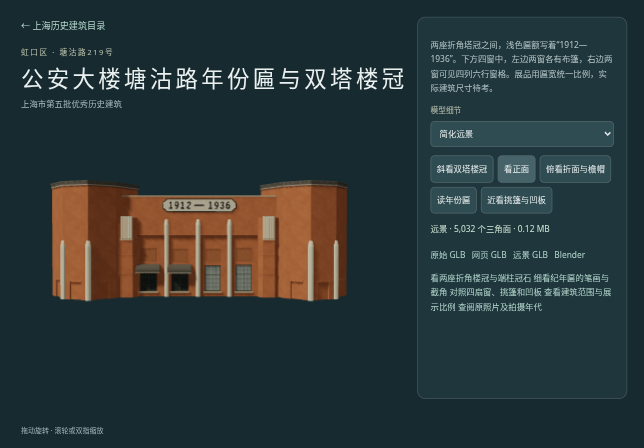 ← 上海历史建筑目录
虹口区 · 塘沽路219号
公安大楼塘沽路年份匾与双塔楼冠
上海市第五批优秀历史建筑
1912 — 1936
拖动旋转 · 滚轮或双指缩放
两座折角塔冠之间，浅色匾额写着“1912—
1936”。下方四窗中，左边两窗各有布篷，右边两
窗可见四列六行窗格。展品用匾宽统一比例，实
际建筑尺寸待考。
模型细节
简化远景
斜看双塔楼冠
看正面
俯看折面与檐帽
读年份匾
近看挑篷与凹板
远景 · 5,032 个三角面 · 0.12 MB
原始 GLB 网页 GLB 远景 GLB Blender
看两座折角楼冠与端柱冠石 细看纪年匾的笔画与
截角 对照四扇窗、挑篷和凹板 查看建筑范围与展
示比例 查阅原照片及拍摄年代